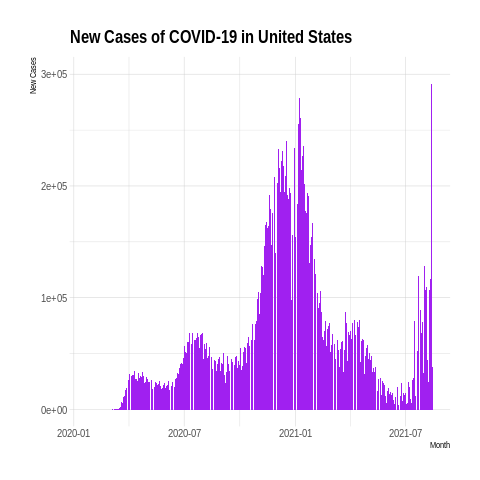 New Cases of COVID-19 in United States
New Cases
3e+05
2e+05
1e+05
0e+00
2020-01
2020-07
2021-01
2021-07
Month